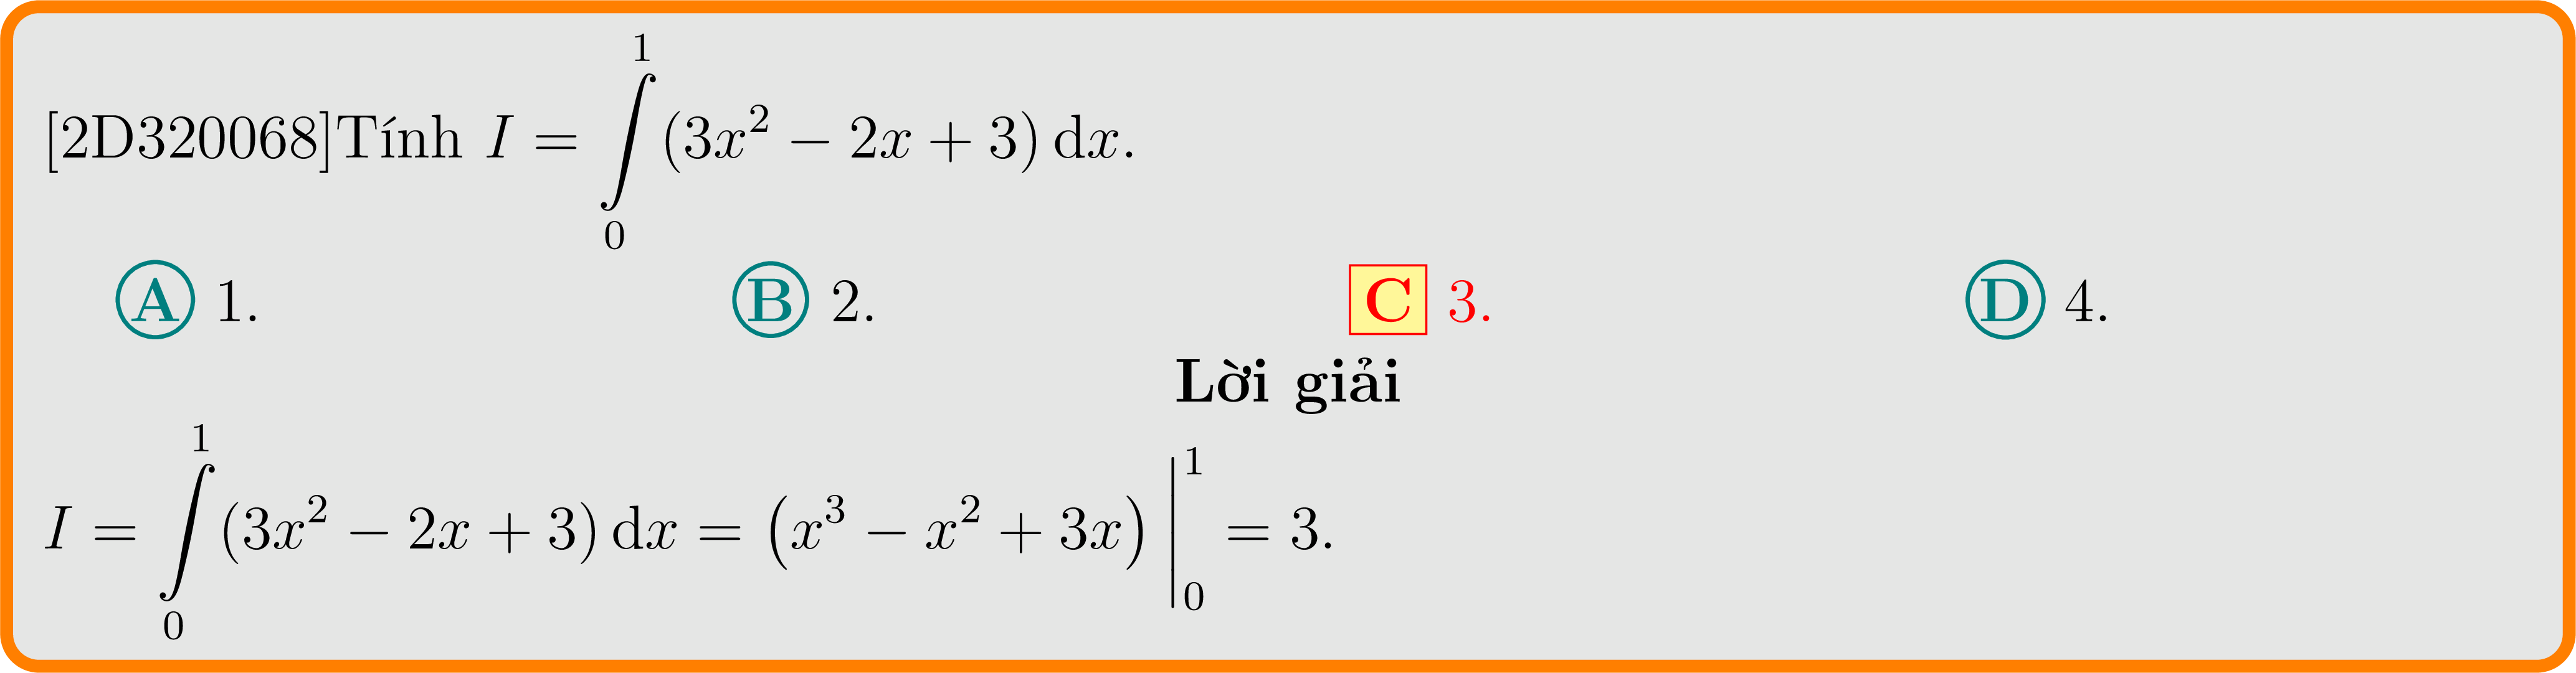 [2D320068]Tính $I = \int\limits_0^1 (3x^2 - 2x + 3)\,\mathrm{d}x.$
A 1. B 2. C 3. D 4.
Lời giải
$I = \int\limits_0^1 (3x^2 - 2x + 3)\,\mathrm{d}x = \left(x^3 - x^2 + 3x\right)\Big|_0^1 = 3.$